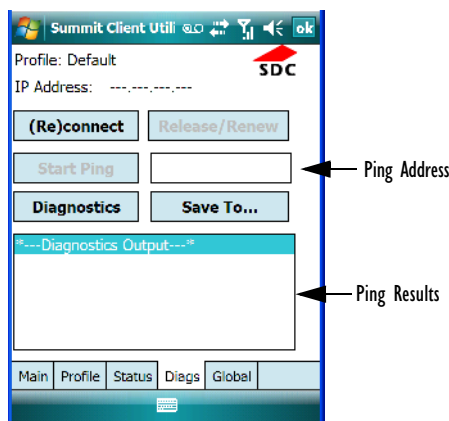 Summit Client Utili ok
Profile: Default
SDC
IP Address: ---.---.---.---
(Re)connect Release/Renew
Start Ping
Ping Address
Diagnostics Save To...
*---Diagnostics Output---*
Ping Results
Main Profile Status Diags Global